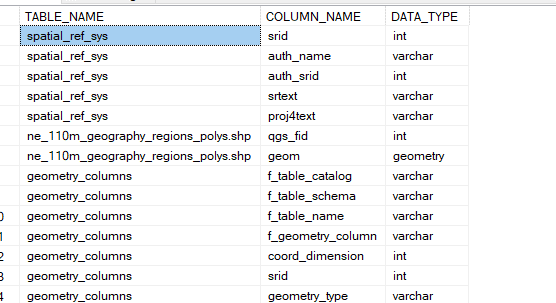 TABLE_NAME COLUMN_NAME DATA_TYPE
spatial_ref_sys srid int
spatial_ref_sys auth_name varchar
spatial_ref_sys auth_srid int
spatial_ref_sys srtext varchar
spatial_ref_sys proj4text varchar
ne_110m_geography_regions_polys.shp qgs_fid int
ne_110m_geography_regions_polys.shp geom geometry
geometry_columns f_table_catalog varchar
geometry_columns f_table_schema varchar
0 geometry_columns f_table_name varchar
1 geometry_columns f_geometry_column varchar
2 geometry_columns coord_dimension int
3 geometry_columns srid int
4 geometry_columns geometry_type varchar